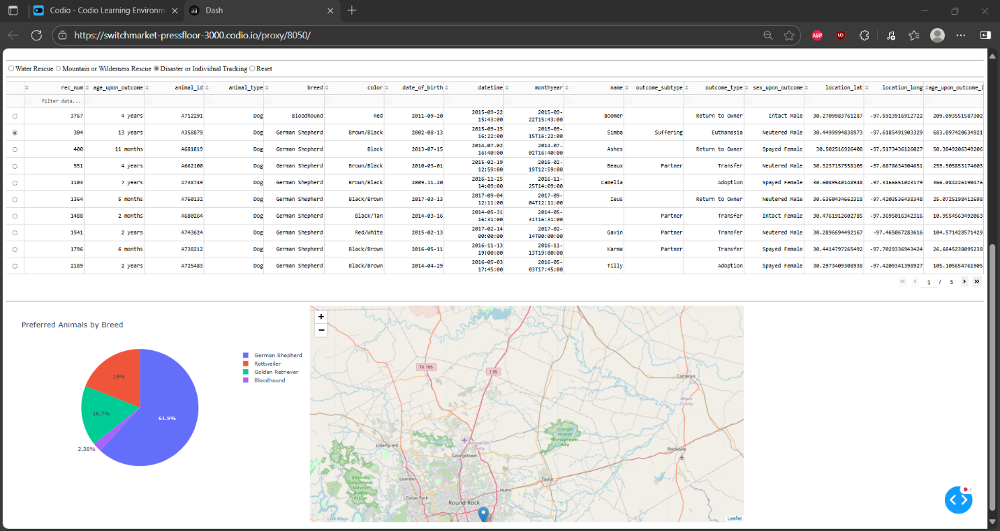 Codio - Codio Learning Environm
Dash
https://switchmarket-pressfloor-3000.codio.io/proxy/8050/
ABP
Water Rescue Mountain or Wilderness Rescue Disaster or Individual Tracking Reset
rec_num age_upon_outcome animal_id animal_type breed color date_of_birth datetime monthyear name outcome_subtype outcome_type sex_upon_outcome location_lat location_long age_upon_outcome_i
filter data...
3767 4 years A712291 Dog Bloodhound Red 2011-09-20 2015-09-22 15:43:00 2015-09-22T15:43:00 Boomer Return to Owner Intact Male 30.2709983761287 -97.5923916912722 209.093551587302
304 13 years A358879 Dog German Shepherd Brown/Black 2002-08-13 2015-09-15 16:22:00 2015-09-15T16:22:00 Simba Suffering Euthanasia Neutered Male 30.4499994838973 -97.6185491903329 683.097420634921
400 11 months A681819 Dog German Shepherd Black 2013-07-15 2014-07-02 16:40:00 2014-07-02T16:40:00 Ashes Return to Owner Spayed Female 30.502516926408 -97.5173436126027 50.3849206349206
551 4 years A662100 Dog German Shepherd Brown/Black 2010-03-01 2015-02-19 12:59:00 2015-02-19T12:59:00 Beaux Partner Transfer Neutered Male 30.3237157558105 -97.6878634304651 259.505853174603
1103 7 years A738749 Dog German Shepherd Brown/Black 2009-11-20 2016-11-25 14:09:00 2016-11-25T14:09:00 Camelia Adoption Spayed Female 30.6089540148948 -97.3166651023179 366.084226190476
1364 5 months A760132 Dog German Shepherd Black/Brown 2017-03-13 2017-09-04 12:11:00 2017-09-04T12:11:00 Zeus Return to Owner Neutered Male 30.6360434662318 -97.4203536438348 25.0725198412698
1488 2 months A680264 Dog German Shepherd Black/Tan 2014-03-16 2014-05-31 16:31:00 2014-05-31T16:31:00 Partner Transfer Intact Female 30.4761912602785 -97.3695016342316 10.9554563492063
1541 2 years A743624 Dog German Shepherd Red/White 2015-02-13 2017-02-14 00:00:00 2017-02-14T00:00:00 Gavin Partner Transfer Neutered Male 30.2896694492167 -97.465067283616 104.571428571429
1796 6 months A738212 Dog German Shepherd Black/Brown 2016-05-11 2016-11-13 19:00:00 2016-11-13T19:00:00 Karma Partner Transfer Spayed Female 30.4414797265492 -97.7029336943424 26.6845238095238
2189 2 years A725483 Dog German Shepherd Black/Brown 2014-04-29 2016-05-03 17:45:00 2016-05-03T17:45:00 Tilly Adoption Spayed Female 30.2973409308938 -97.4209341398927 105.105654761905
« ‹ 1 / 5 › »
Preferred Animals by Breed
German Shepherd
Rottweiler
Golden Retriever
Bloodhound
19%
16.7%
61.9%
2.38%
+
−
TX 195
I 35
Cameron
Milam County
Granger Wildlife Management Area
Liberty Hill
Williamson County
Rockdale
Georgetown
Leander
Taylor
Balcones Canyonlands National Wildlife Refuge
Hutto
Cedar Park
Round Rock
Leaflet